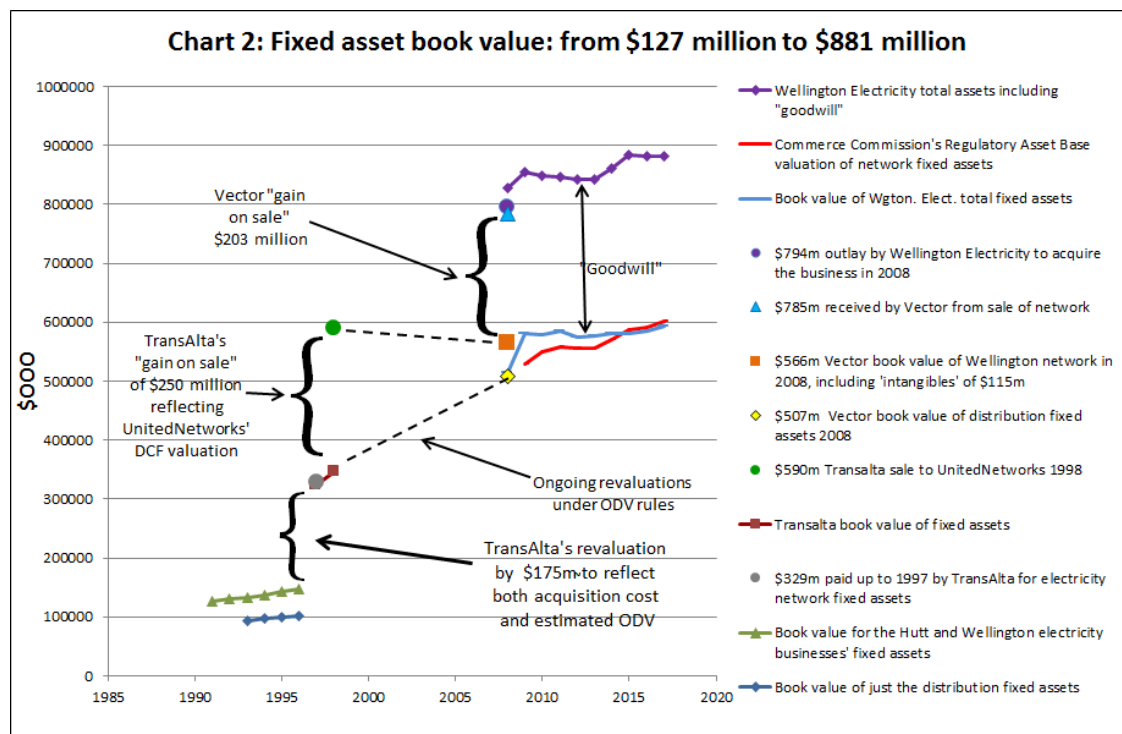 Chart 2: Fixed asset book value: from $127 million to $881 million
$000
1000000
900000
800000
700000
600000
500000
400000
300000
200000
100000
0
1985
1990
1995
2000
2005
2010
2015
2020
Vector "gain
on sale"
$203 million
"Goodwill"
TransAlta's
"gain on sale"
of $250 million
reflecting
UnitedNetworks'
DCF valuation
Ongoing revaluations
under ODV rules
TransAlta's revaluation
by $175m to reflect
both acquisition cost
and estimated ODV
Wellington Electricity total assets including
"goodwill"
Commerce Commission's Regulatory Asset Base
valuation of network fixed assets
Book value of Wgton. Elect. total fixed assets
$794m outlay by Wellington Electricity to acquire
the business in 2008
$785m received by Vector from sale of network
$566m Vector book value of Wellington network in
2008, including 'intangibles' of $115m
$507m Vector book value of distribution fixed
assets 2008
$590m Transalta sale to UnitedNetworks 1998
Transalta book value of fixed assets
$329m paid up to 1997 by TransAlta for electricity
network fixed assets
Book value for the Hutt and Wellington electricity
businesses' fixed assets
Book value of just the distribution fixed assets